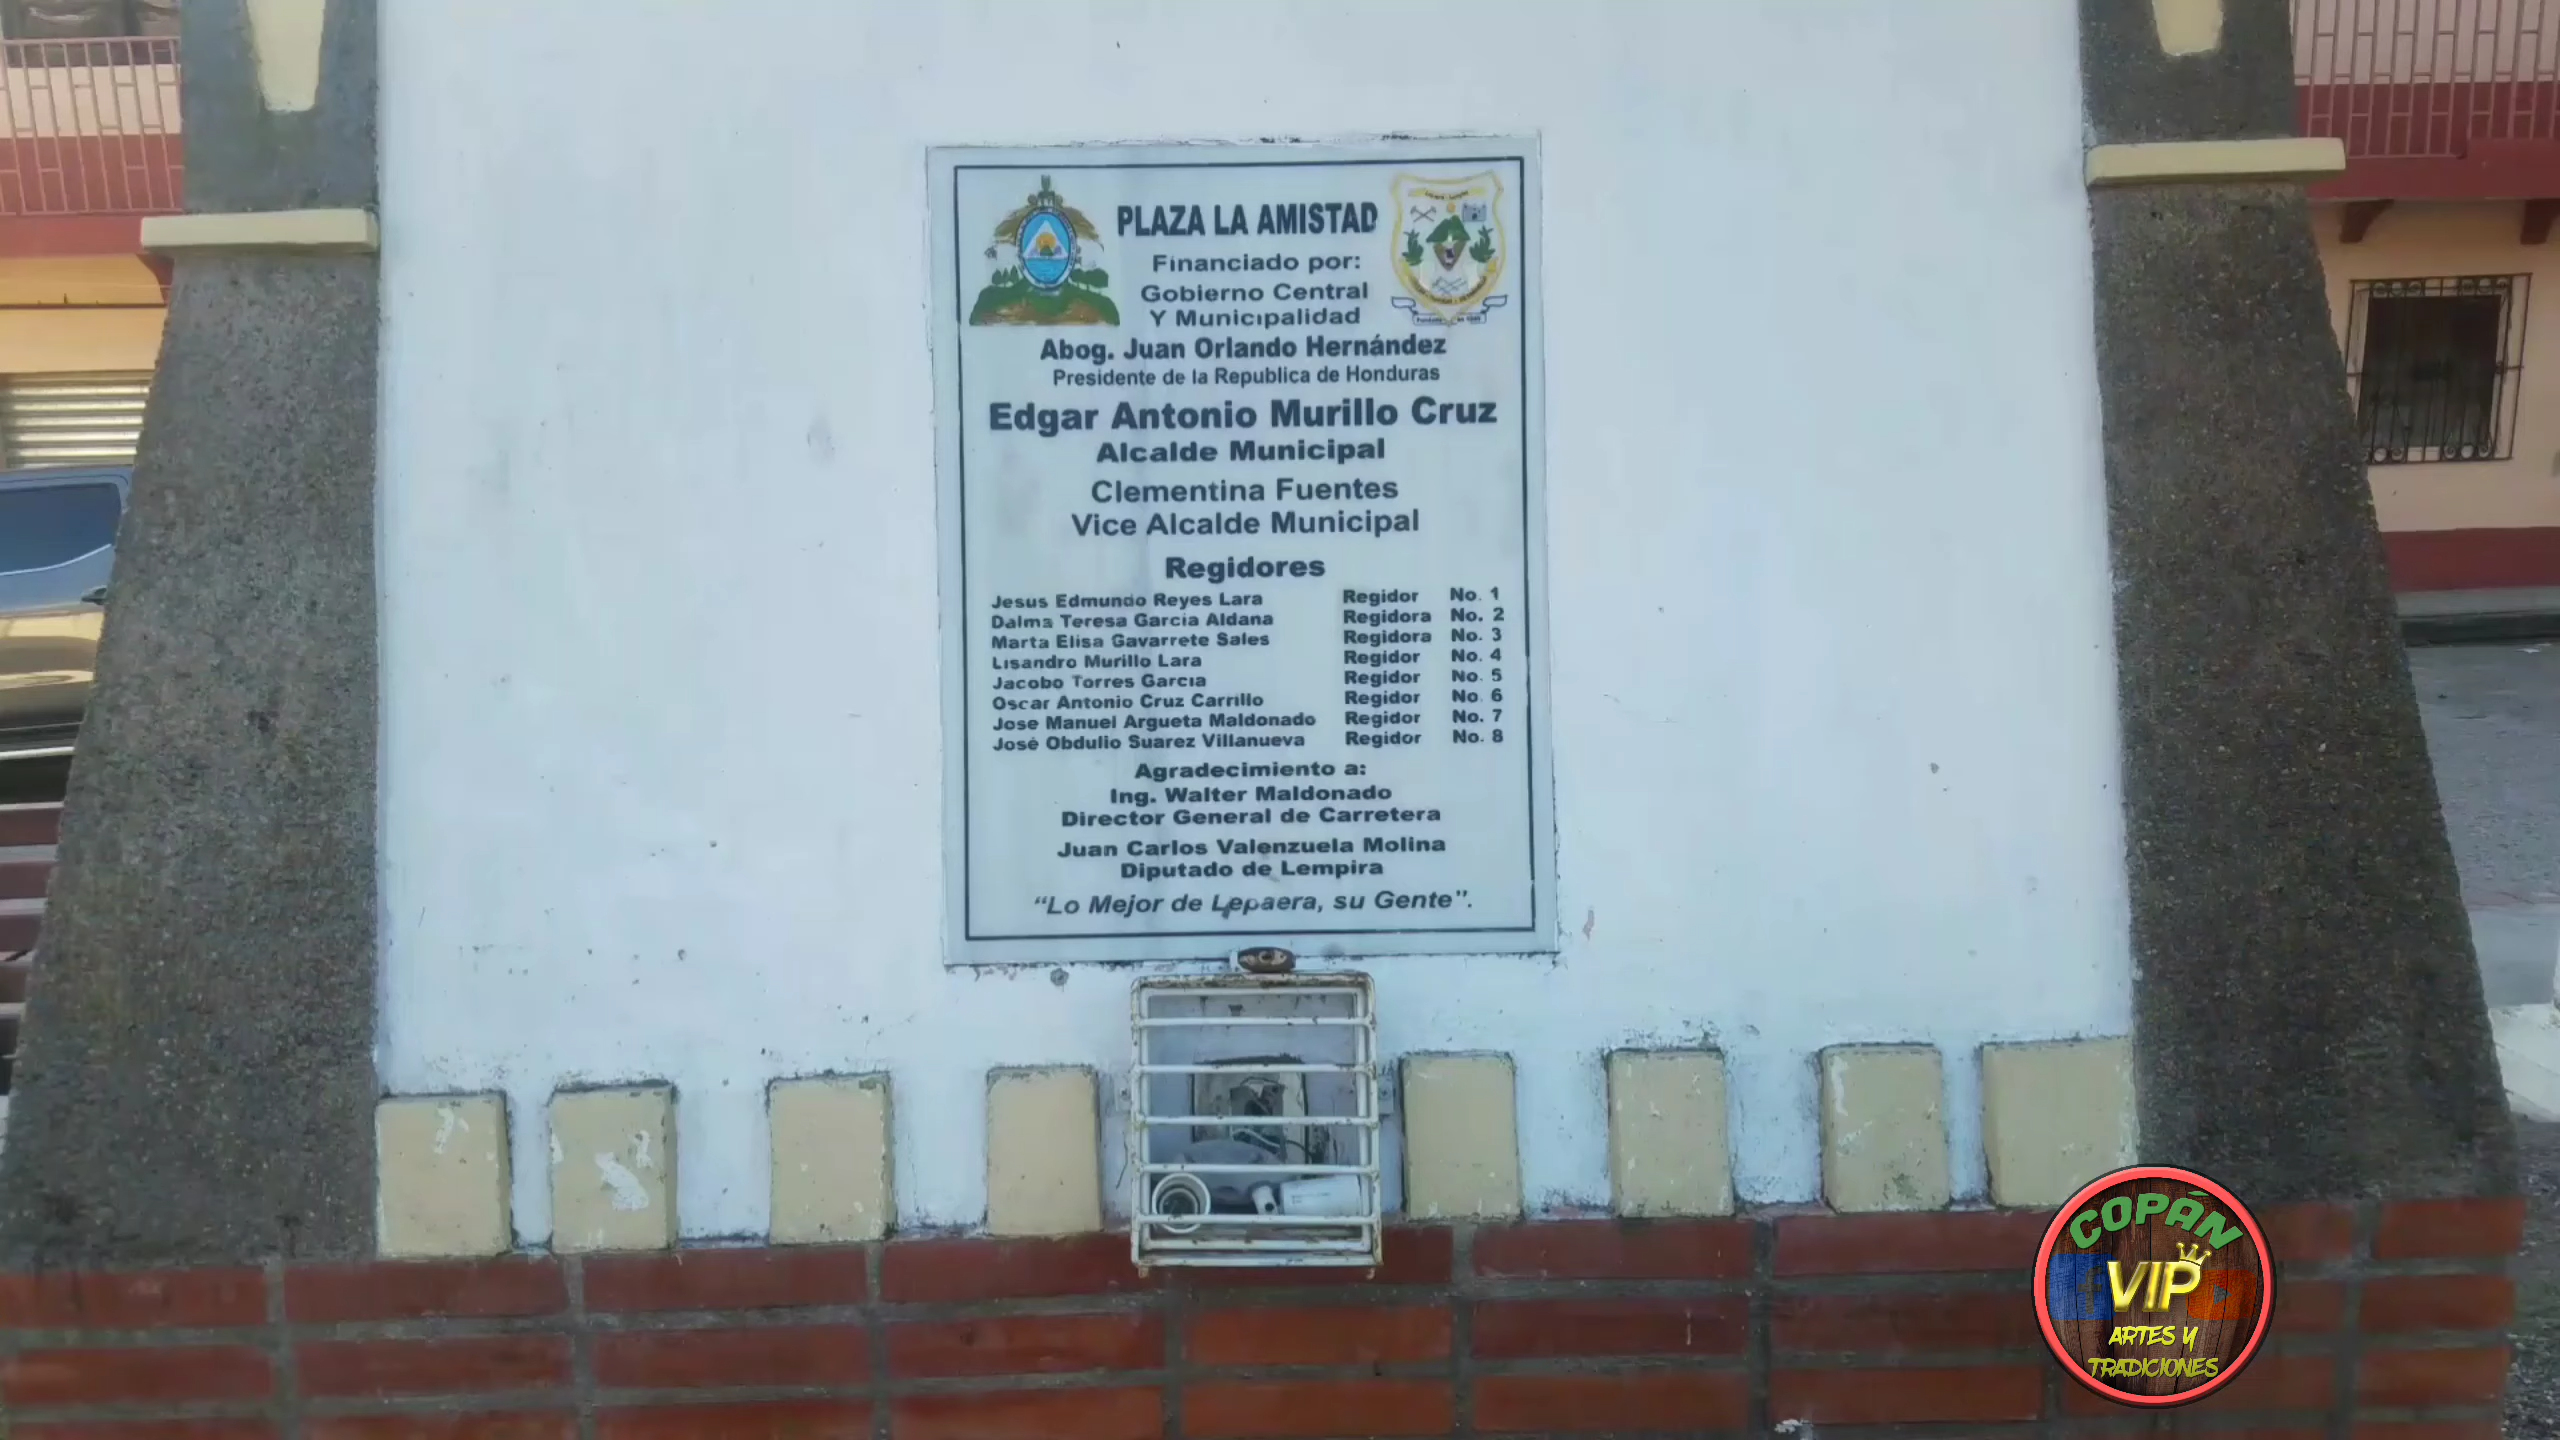 PLAZA LA AMISTAD
Financiado por:
Gobierno Central
Y Municipalidad
Abog. Juan Orlando Hernández
Presidente de la Republica de Honduras
Edgar Antonio Murillo Cruz
Alcalde Municipal
Clementina Fuentes
Vice Alcalde Municipal
Regidores
Jesus Edmundo Reyes Lara Regidor No. 1
Dalma Teresa Garcia Aldana Regidora No. 2
Marta Elisa Gavarrete Sales Regidora No. 3
Lisandro Murillo Lara Regidor No. 4
Jacobo Torres Garcia Regidor No. 5
Oscar Antonio Cruz Carrillo Regidor No. 6
Jose Manuel Argueta Maldonado Regidor No. 7
José Obdulio Suarez Villanueva Regidor No. 8
Agradecimiento a:
Ing. Walter Maldonado
Director General de Carretera
Juan Carlos Valenzuela Molina
Diputado de Lempira
“Lo Mejor de Lepaera, su Gente”.
COPÁN
VIP
ARTES Y
TRADICIONES